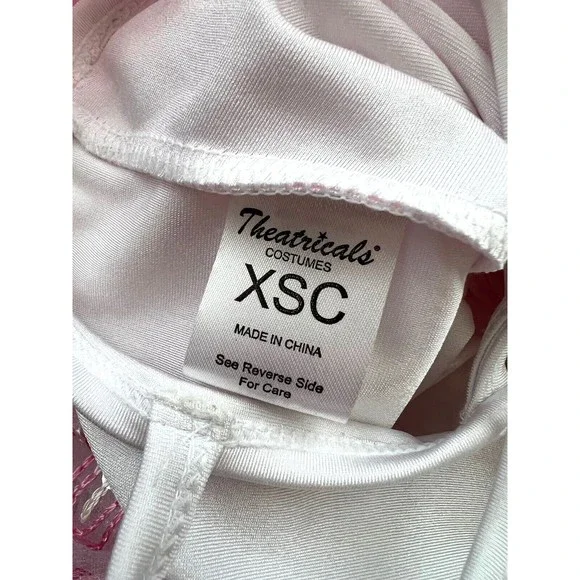 Theatricals®
COSTUMES
XSC
MADE IN CHINA
See Reverse Side
For Care